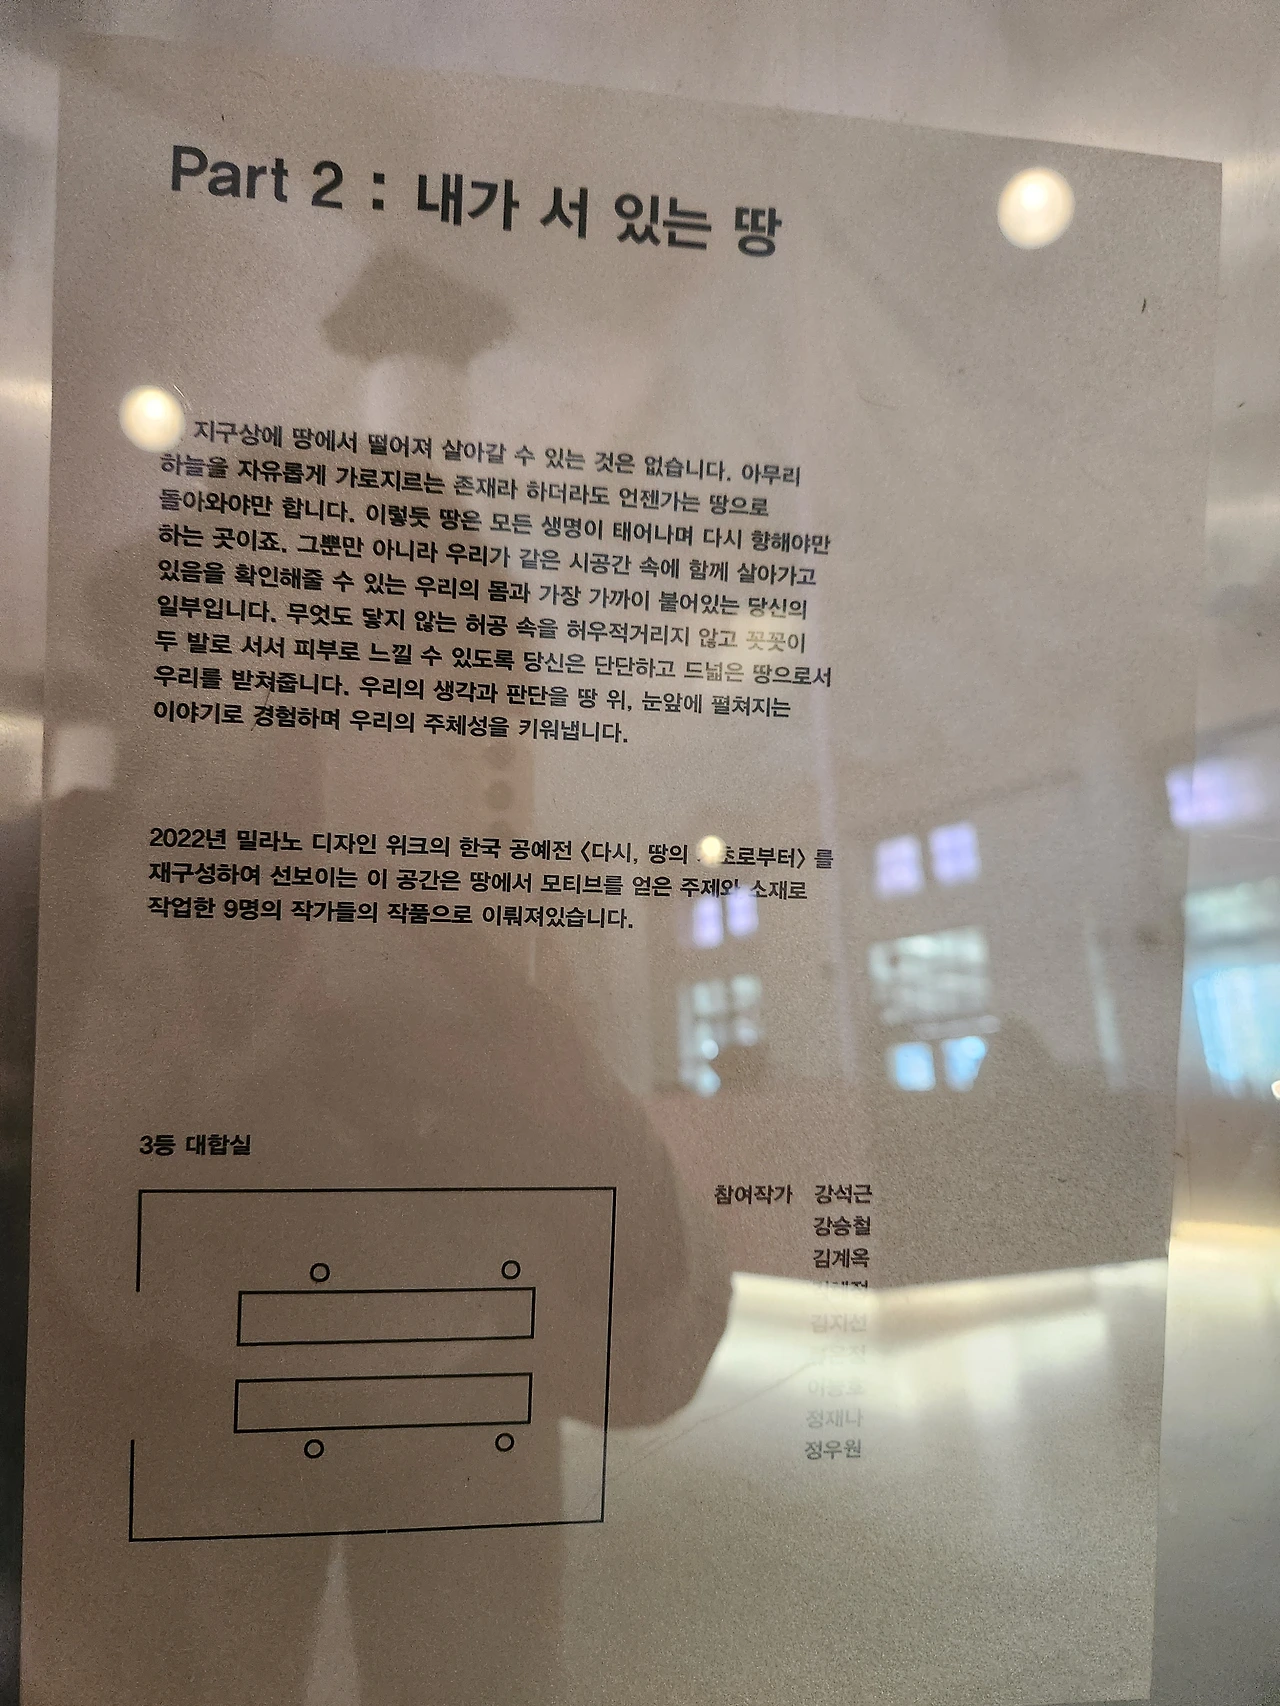 Part 2 : 내가 서 있는 땅
지구상에 땅에서 떨어져 살아갈 수 있는 것은 없습니다. 아무리
하늘을 자유롭게 가로지르는 존재라 하더라도 언젠가는 땅으로
돌아와야만 합니다. 이렇듯 땅은 모든 생명이 태어나며 다시 향해야만
하는 곳이죠. 그뿐만 아니라 우리가 같은 시공간 속에 함께 살아가고
있음을 확인해줄 수 있는 우리의 몸과 가장 가까이 붙어있는 당신의
일부입니다. 무엇도 닿지 않는 허공 속을 허우적거리지 않고 꼿꼿이
두 발로 서서 피부로 느낄 수 있도록 당신은 단단하고 드넓은 땅으로서
우리를 받쳐줍니다. 우리의 생각과 판단을 땅 위, 눈앞에 펼쳐지는
이야기로 경험하며 우리의 주체성을 키워냅니다.
2022년 밀라노 디자인 위크의 한국 공예전 〈다시, 땅의 를
재구성하여 선보이는 이 공간은 땅에서 모티브를 얻은 주제와 소재로
작업한 9명의 작가들의 작품으로 이뤄져있습니다.
3등 대합실
참여작가 강석근
강승철
김계옥
김지선
이능호
정재나
정우원